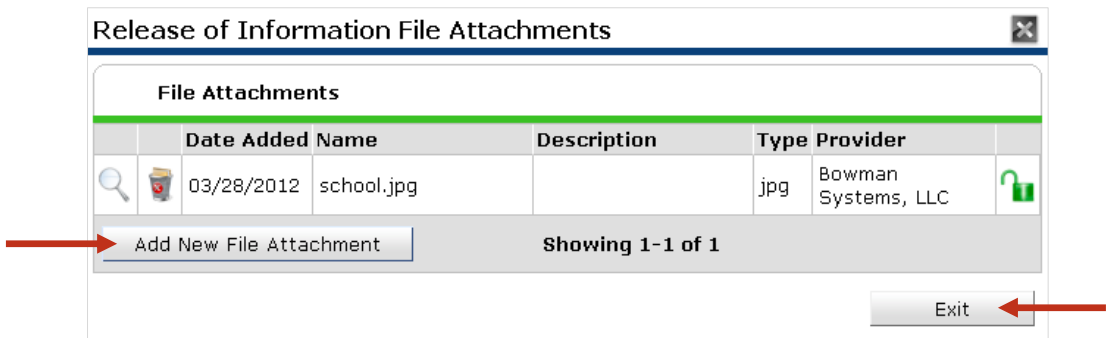 Release of Information File Attachments
File Attachments
Date Added Name Description Type Provider
03/28/2012 school.jpg jpg Bowman
Systems, LLC
Add New File Attachment Showing 1-1 of 1
Exit